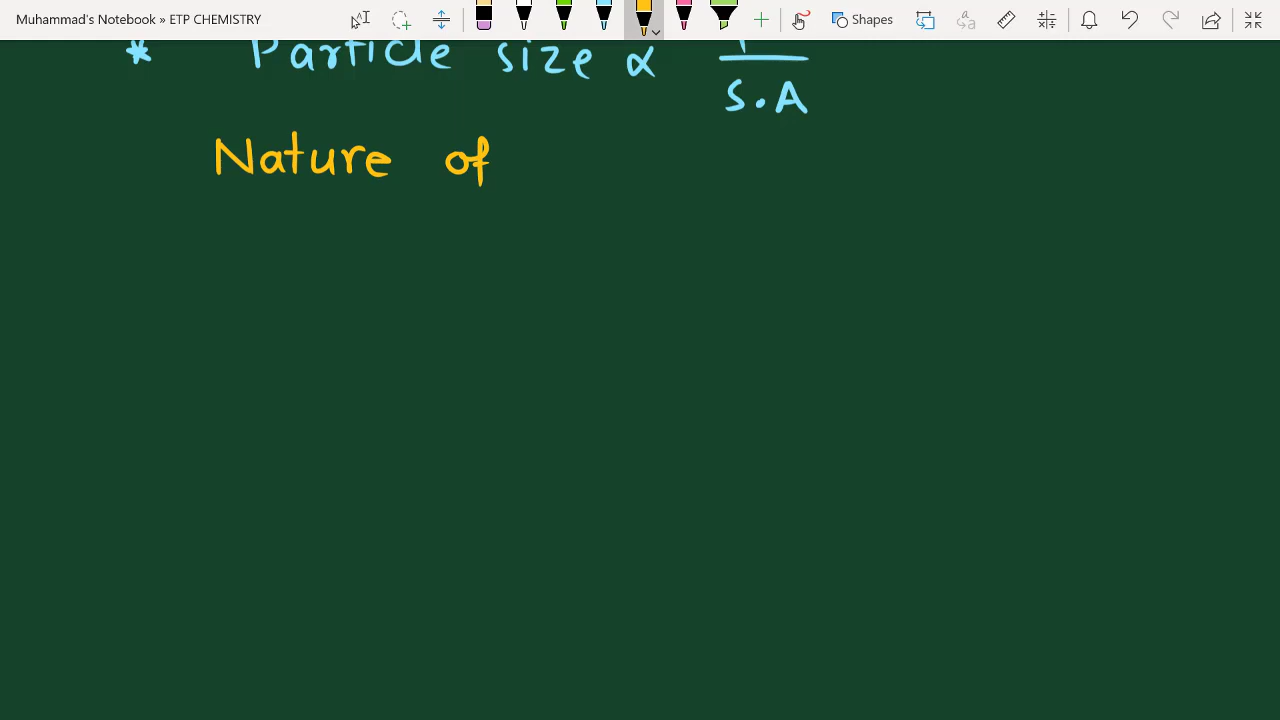 Muhammad's Notebook » ETP CHEMISTRY
Shapes
* Particle size ∝ 1/S.A
Nature of